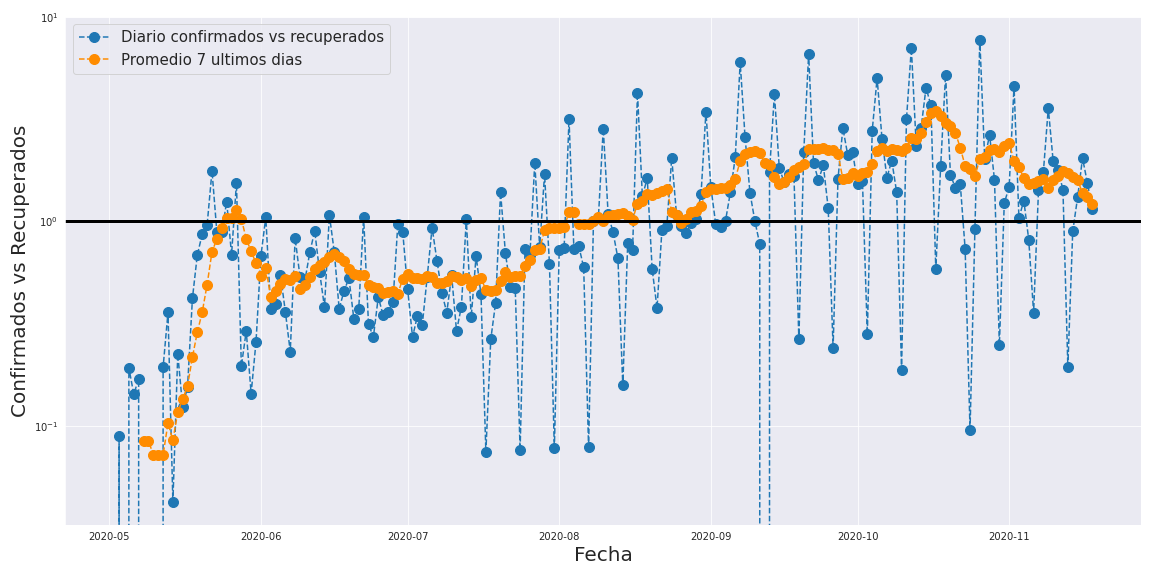 Diario confirmados vs recuperados
Promedio 7 ultimos dias
Confirmados vs Recuperados
10¹
10⁰
10⁻¹
2020-05 2020-06 2020-07 2020-08 2020-09 2020-10 2020-11
Fecha